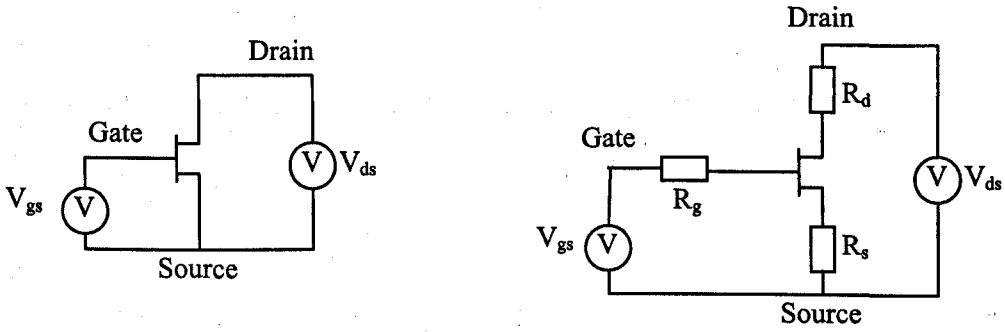 Drain
Gate
V
V_ds
V_gs
V
Source
Drain
R_d
Gate
R_g
V
V_ds
V_gs
V
R_s
Source